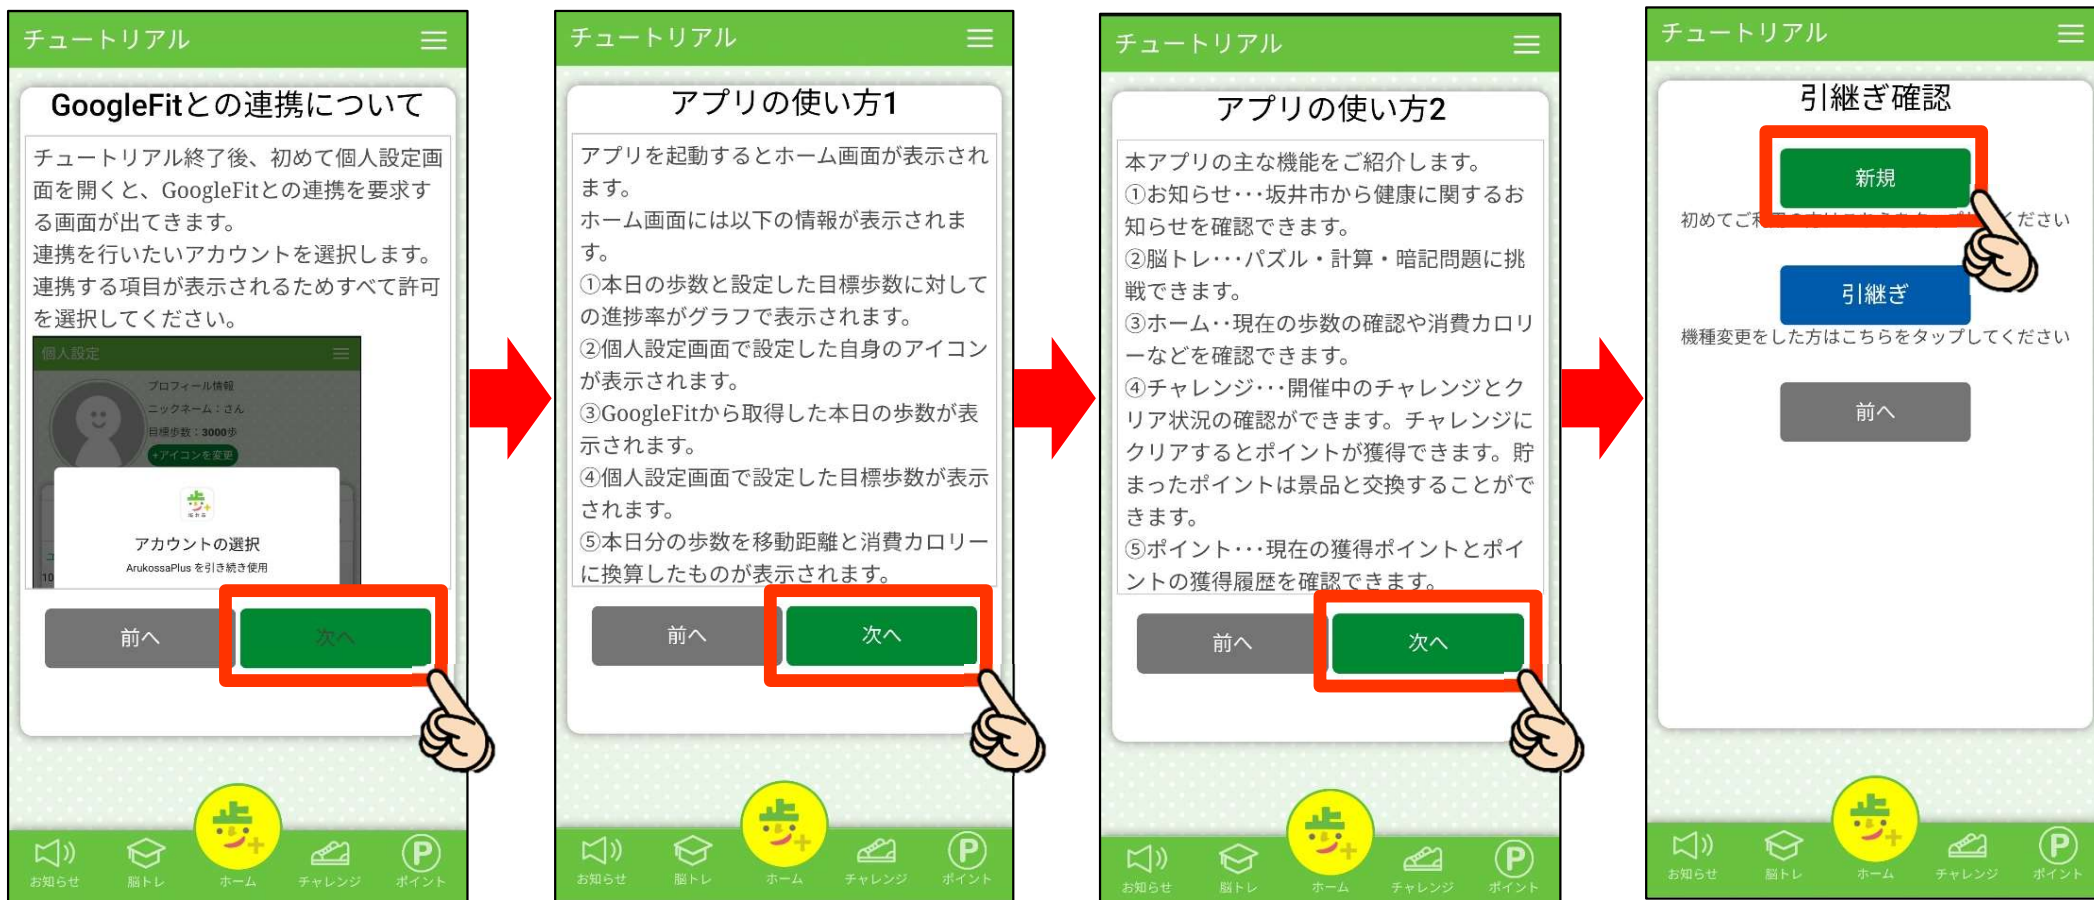 チュートリアル
GoogleFitとの連携について
チュートリアル終了後、初めて個人設定画
面を開くと、GoogleFitとの連携を要求す
る画面が出てきます。
連携を行いたいアカウントを選択します。
連携する項目が表示されるためすべて許可
を選択してください。
個人設定
プロフィール情報
ニックネーム：さん
目標歩数：3000歩
+アイコンを変更
アカウントの選択
ArukossaPlus を引き続き使用
10
前へ
次へ
お知らせ
脳トレ
ホーム
チャレンジ
ポイント
チュートリアル
アプリの使い方1
アプリを起動するとホーム画面が表示され
ます。
ホーム画面には以下の情報が表示されま
す。
①本日の歩数と設定した目標歩数に対して
の進捗率がグラフで表示されます。
②個人設定画面で設定した自身のアイコン
が表示されます。
③GoogleFitから取得した本日の歩数が表
示されます。
④個人設定画面で設定した目標歩数が表示
されます。
⑤本日分の歩数を移動距離と消費カロリー
に換算したものが表示されます。
前へ
次へ
お知らせ
脳トレ
ホーム
チャレンジ
ポイント
チュートリアル
アプリの使い方2
本アプリの主な機能をご紹介します。
①お知らせ･･･坂井市から健康に関するお
知らせを確認できます。
②脳トレ･･･パズル・計算・暗記問題に挑
戦できます。
③ホーム･･現在の歩数の確認や消費カロリ
ーなどを確認できます。
④チャレンジ･･･開催中のチャレンジとク
リア状況の確認ができます。チャレンジに
クリアするとポイントが獲得できます。貯
まったポイントは景品と交換することがで
きます。
⑤ポイント･･･現在の獲得ポイントとポイ
ントの獲得履歴を確認できます。
前へ
次へ
お知らせ
脳トレ
ホーム
チャレンジ
ポイント
チュートリアル
引継ぎ確認
新規
初めてご利用の方はこちらをタップしてください
引継ぎ
機種変更をした方はこちらをタップしてください
前へ
お知らせ
脳トレ
ホーム
チャレンジ
ポイント